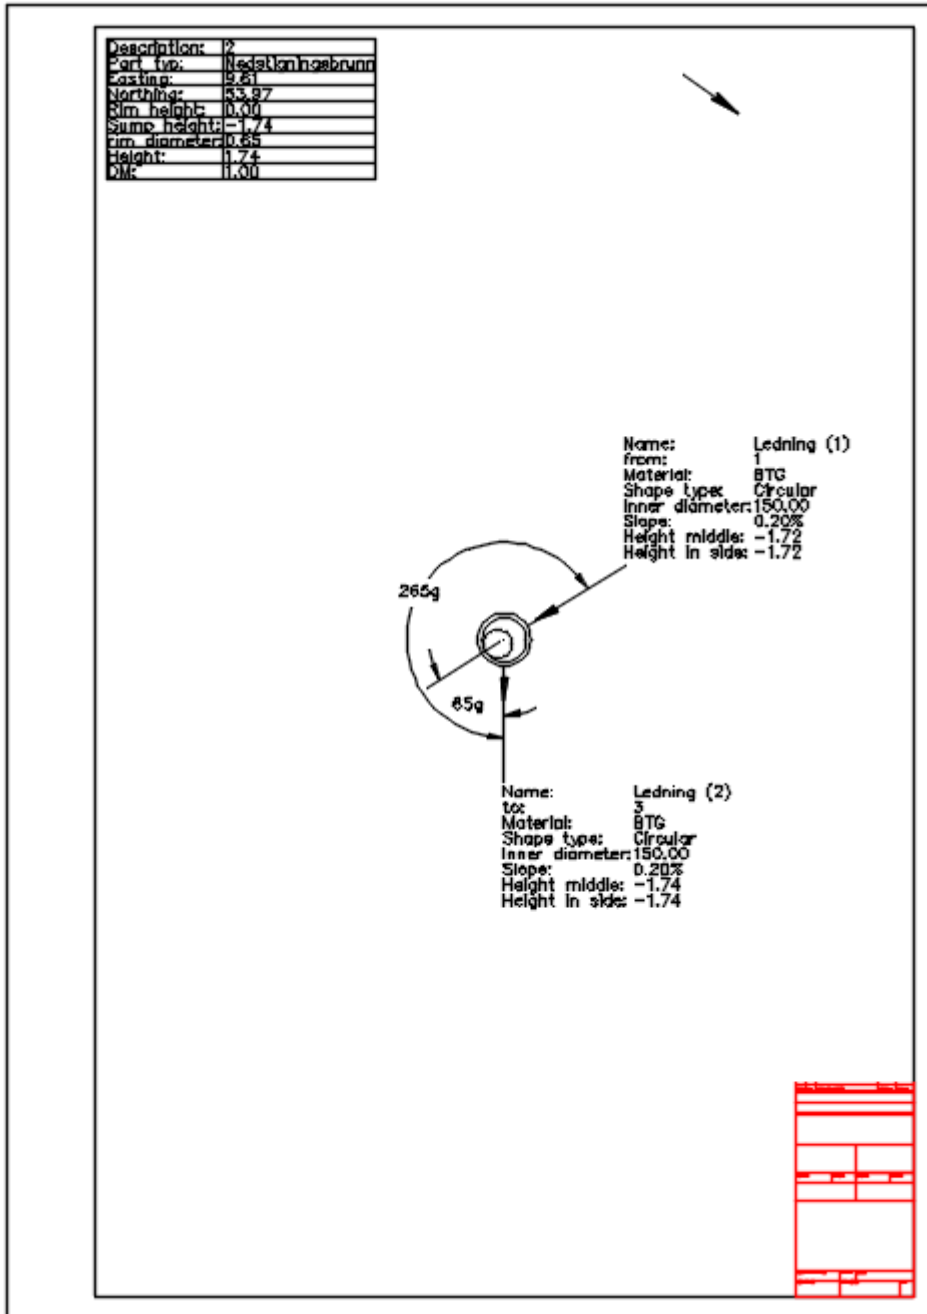 Description: 2
Part typ: Nedstigningsbrunn
Easting: 9.61
Northing: 53.97
Rim height: 0.00
Sump height: -1.74
rim diameter: 0.65
Height: 1.74
DM: 1.00
Name: Ledning (1)
from: 1
Material: BTG
Shape type: Circular
Inner diameter: 150.00
Slope: 0.20%
Height middle: -1.72
Height in side: -1.72
265g
65g
Name: Ledning (2)
to: 3
Material: BTG
Shape type: Circular
Inner diameter: 150.00
Slope: 0.20%
Height middle: -1.74
Height in side: -1.74